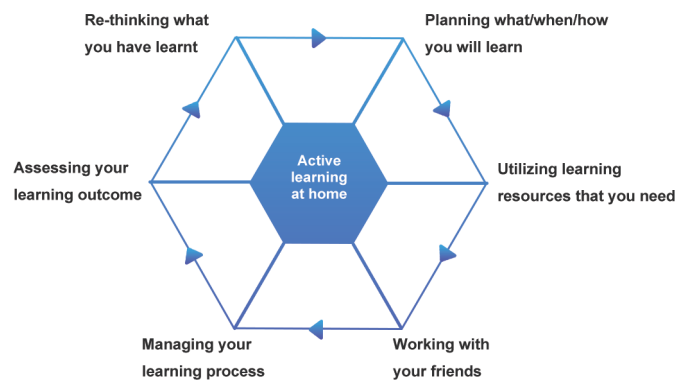 Re-thinking what
you have learnt
Planning what/when/how
you will learn
Active
learning
at home
Assessing your
learning outcome
Utilizing learning
resources that you need
Managing your
learning process
Working with
your friends